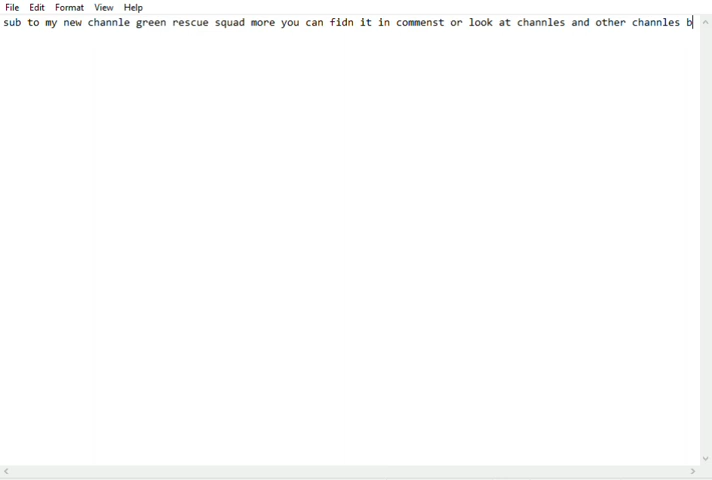 File Edit Format View Help
sub to my new channle green rescue squad more you can fidn it in commenst or look at channles and other channles b